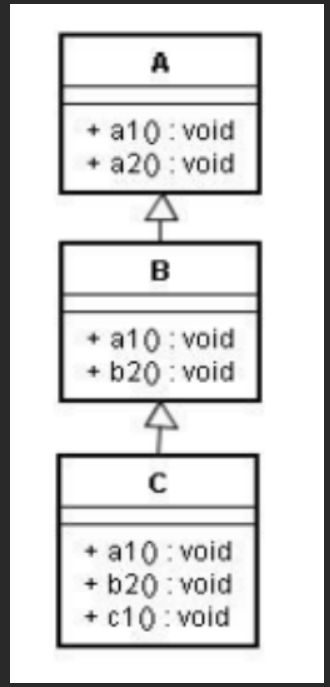 A
+ a1() : void
+ a2() : void
B
+ a1() : void
+ b2() : void
C
+ a1() : void
+ b2() : void
+ c1() : void